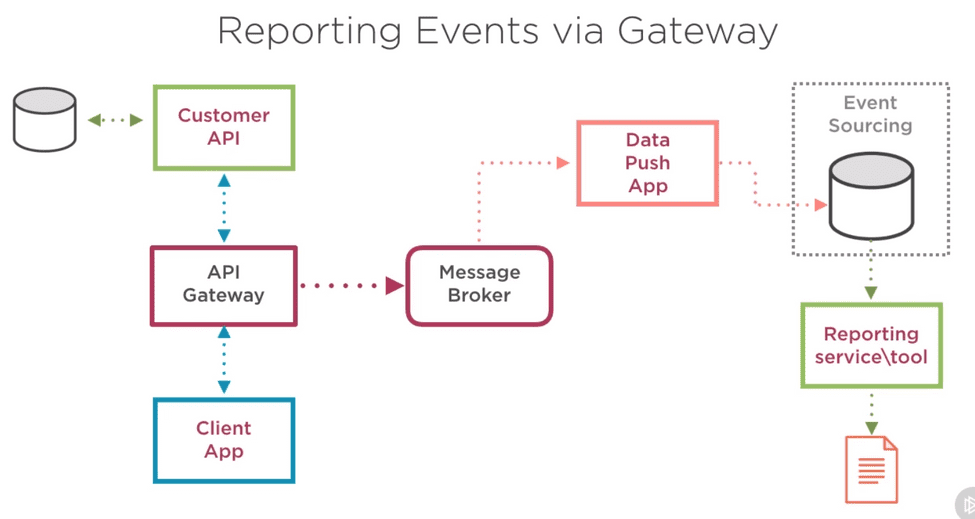 Reporting Events via Gateway
Customer
API
API
Gateway
Client
App
Message
Broker
Data
Push
App
Event
Sourcing
Reporting
service\tool